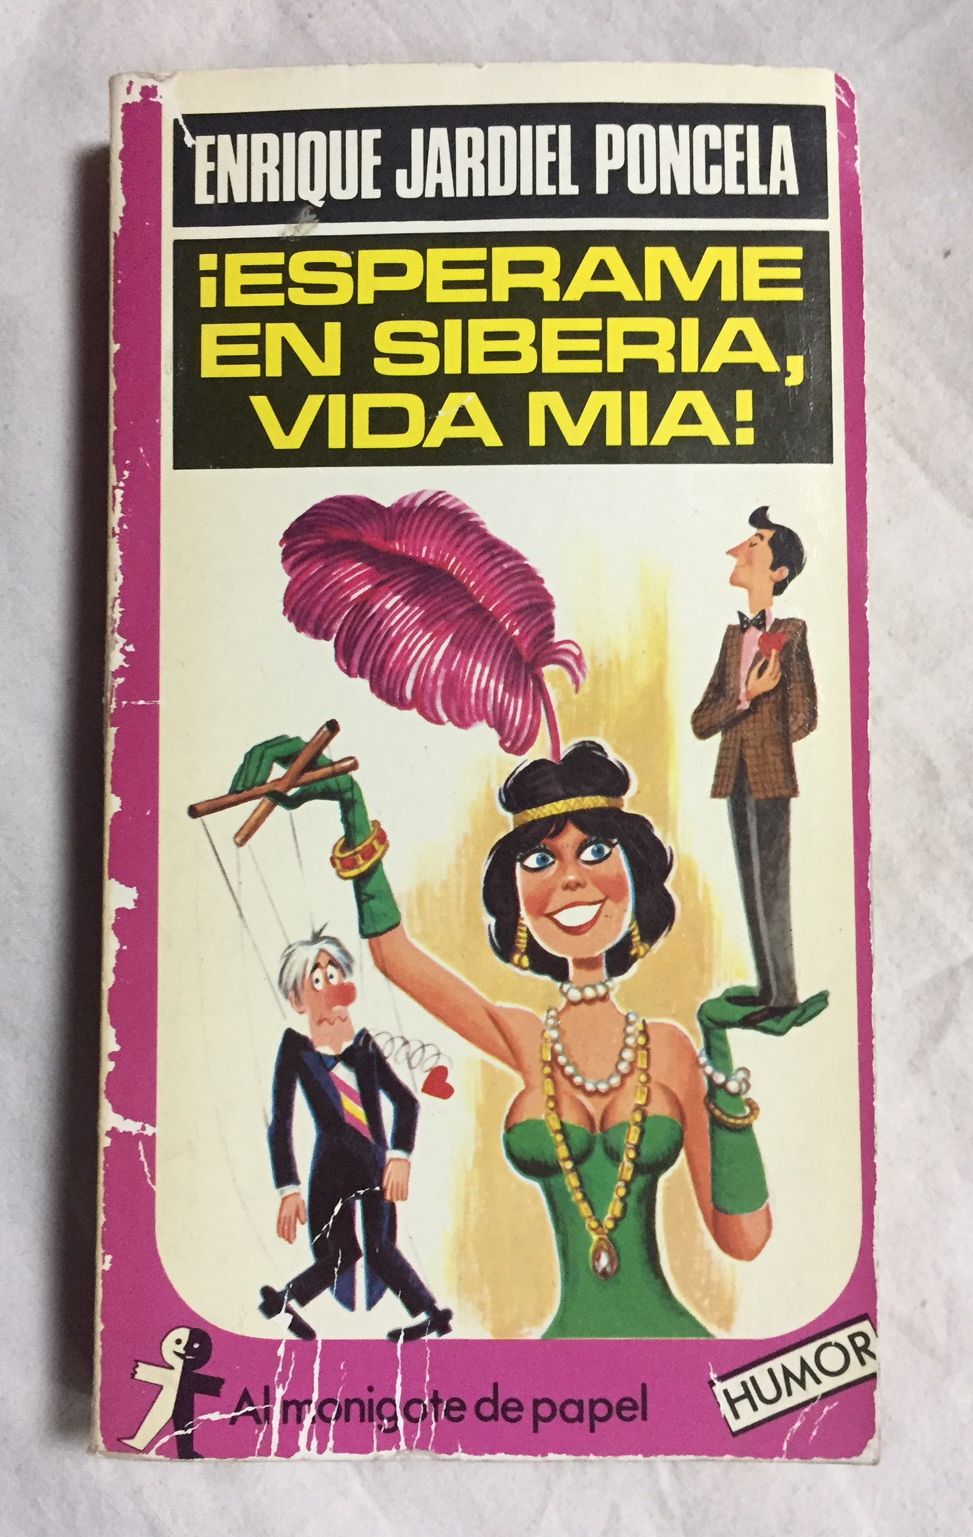 ENRIQUE JARDIEL PONCELA
¡ESPERAME
EN SIBERIA,
VIDA MIA!
Al monigote de papel
HUMOR